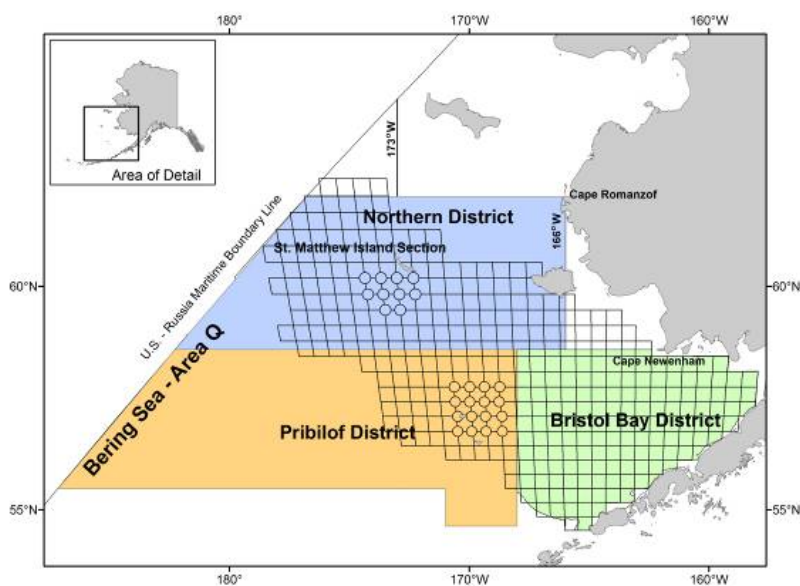 180°
170°W
160°W
Area of Detail
173°W
Cape Romanzof
Northern District
166°W
U.S. - Russia Maritime Boundary Line
St. Matthew Island Section
60°N
60°N
Bering Sea - Area Q
Cape Newenham
Pribilof District
Bristol Bay District
55°N
55°N
180°
170°W
160°W